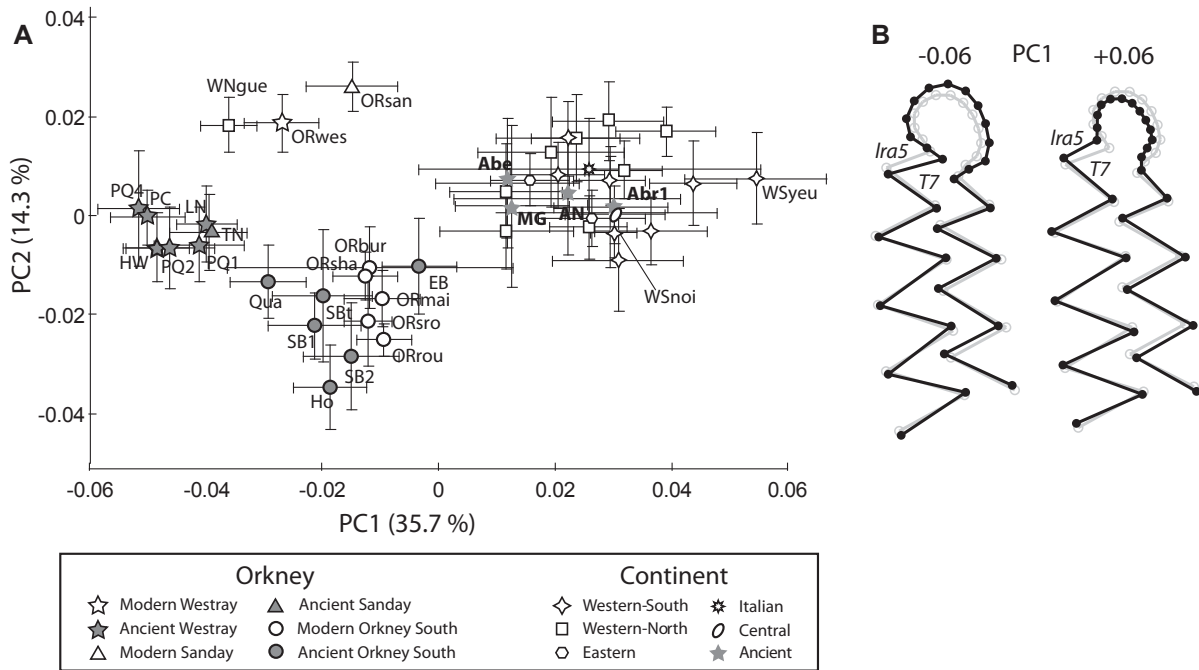 A
0.04
0.02
0
-0.02
-0.04
PC2 (14.3 %)
WNgue
ORsan
ORwes
PQ4
PC
LN
TN
HW
PQ2
PQ1
Qua
ORbur
ORsha
EB
SBt
ORmai
SB1
ORsro
ORrou
SB2
Ho
Abe
MG
AN
Abr1
WSyeu
WSnoi
-0.06
-0.04
-0.02
0
0.02
0.04
0.06
PC1 (35.7 %)
B
-0.06 PC1 +0.06
lra5
T7
lra5
T7
Orkney
Modern Westray
Ancient Westray
Modern Sanday
Ancient Sanday
Modern Orkney South
Ancient Orkney South
Continent
Western-South
Western-North
Eastern
Italian
Central
Ancient